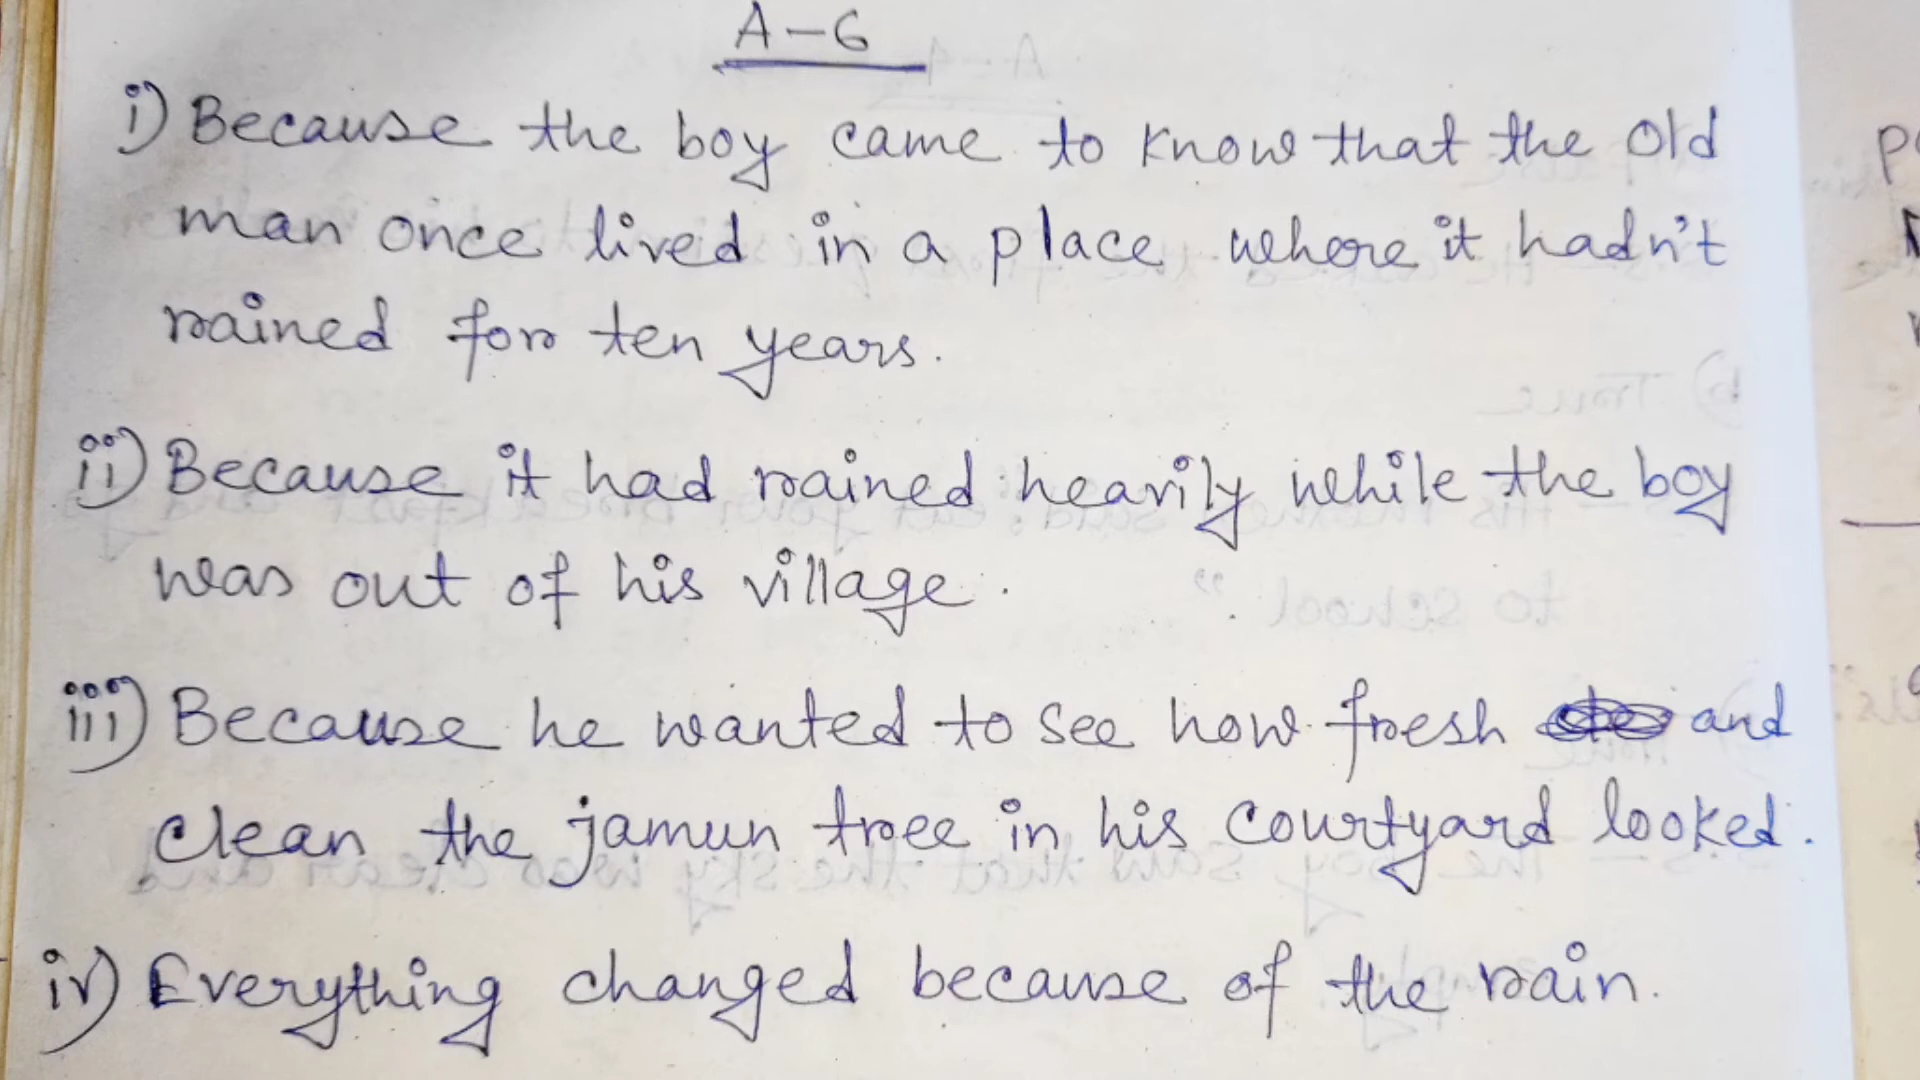 A-6
i) Because the boy came to know that the old
man once lived in a place where it hadn't
rained for ten years.
ii) Because it had rained heavily while the boy
was out of his village.
iii) Because he wanted to see how fresh and
clean the jamun tree in his courtyard looked.
iv) Everything changed because of the rain.